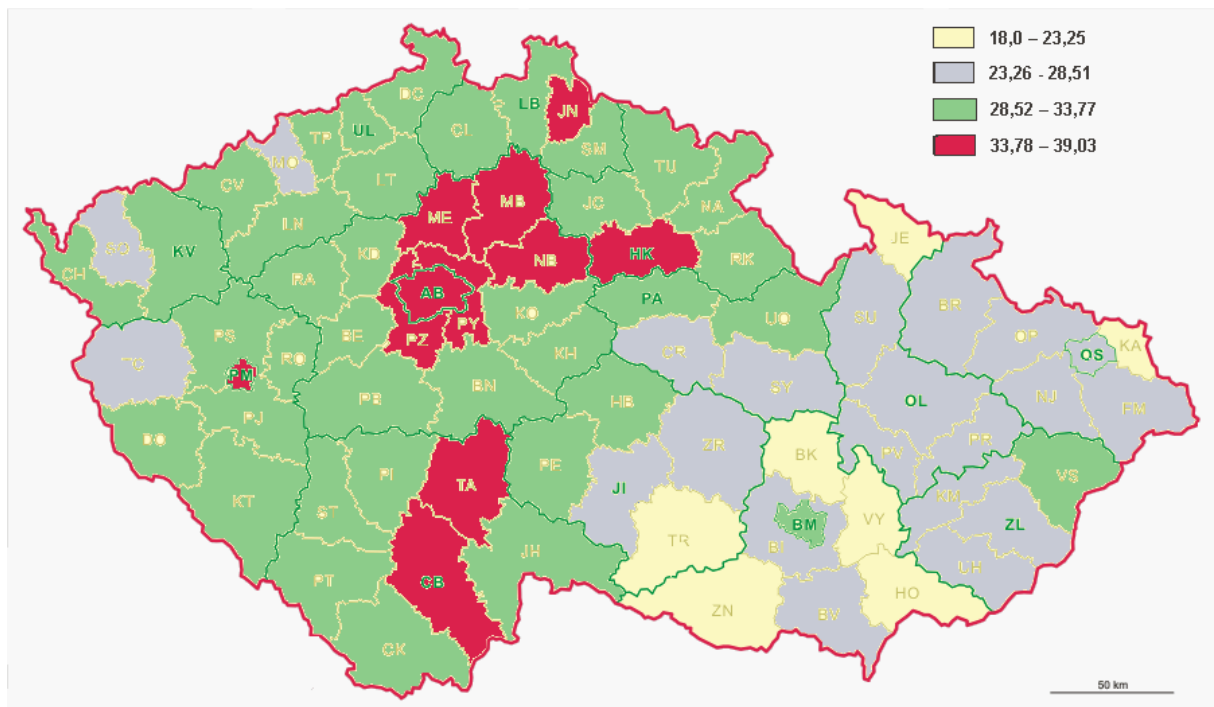 18,0 – 23,25
23,26 - 28,51
28,52 – 33,77
33,78 – 39,03
DC
LB
JN
TP
UL
CL
SM
MO
TU
CV
LT
ME
MB
JC
NA
LN
SO
KV
KD
NB
HK
RK
JE
CH
RA
AB
PA
BR
PS
BE
PZ
PY
KO
UO
SU
OP
KA
TC
RO
PM
KH
CR
OS
BN
SY
PB
HB
OL
NJ
FM
DO
PJ
ZR
PR
PI
TA
PE
BK
PV
VS
KT
JI
KM
ST
VY
BM
ZL
TR
BI
JH
UH
PT
CB
HO
ZN
BV
CK
50 km